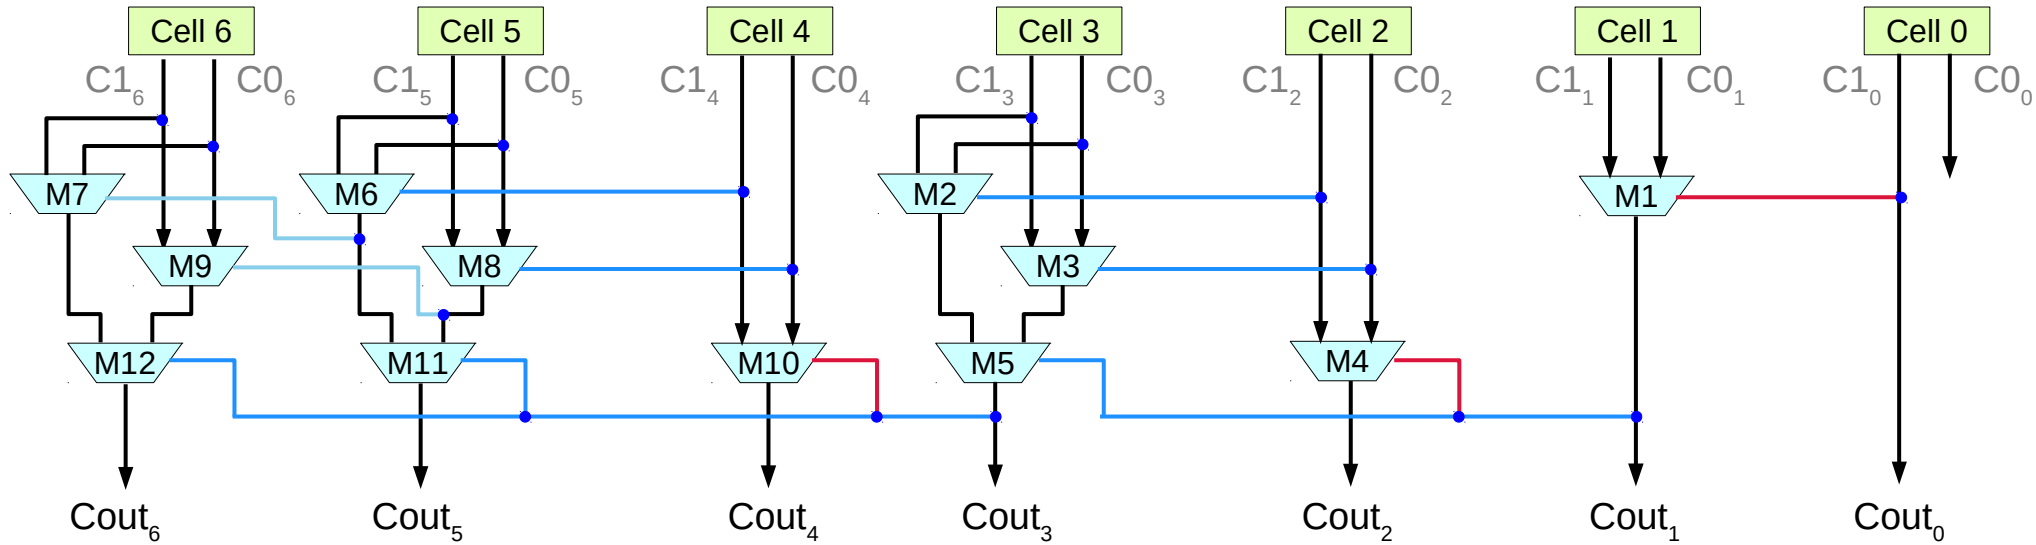 Cell 6 Cell 5 Cell 4 Cell 3 Cell 2 Cell 1 Cell 0
C1₆ C0₆ C1₅ C0₅ C1₄ C0₄ C1₃ C0₃ C1₂ C0₂ C1₁ C0₁ C1₀ C0₀
M7 M6 M2 M1
M9 M8 M3
M12 M11 M10 M5 M4
Cout₆ Cout₅ Cout₄ Cout₃ Cout₂ Cout₁ Cout₀